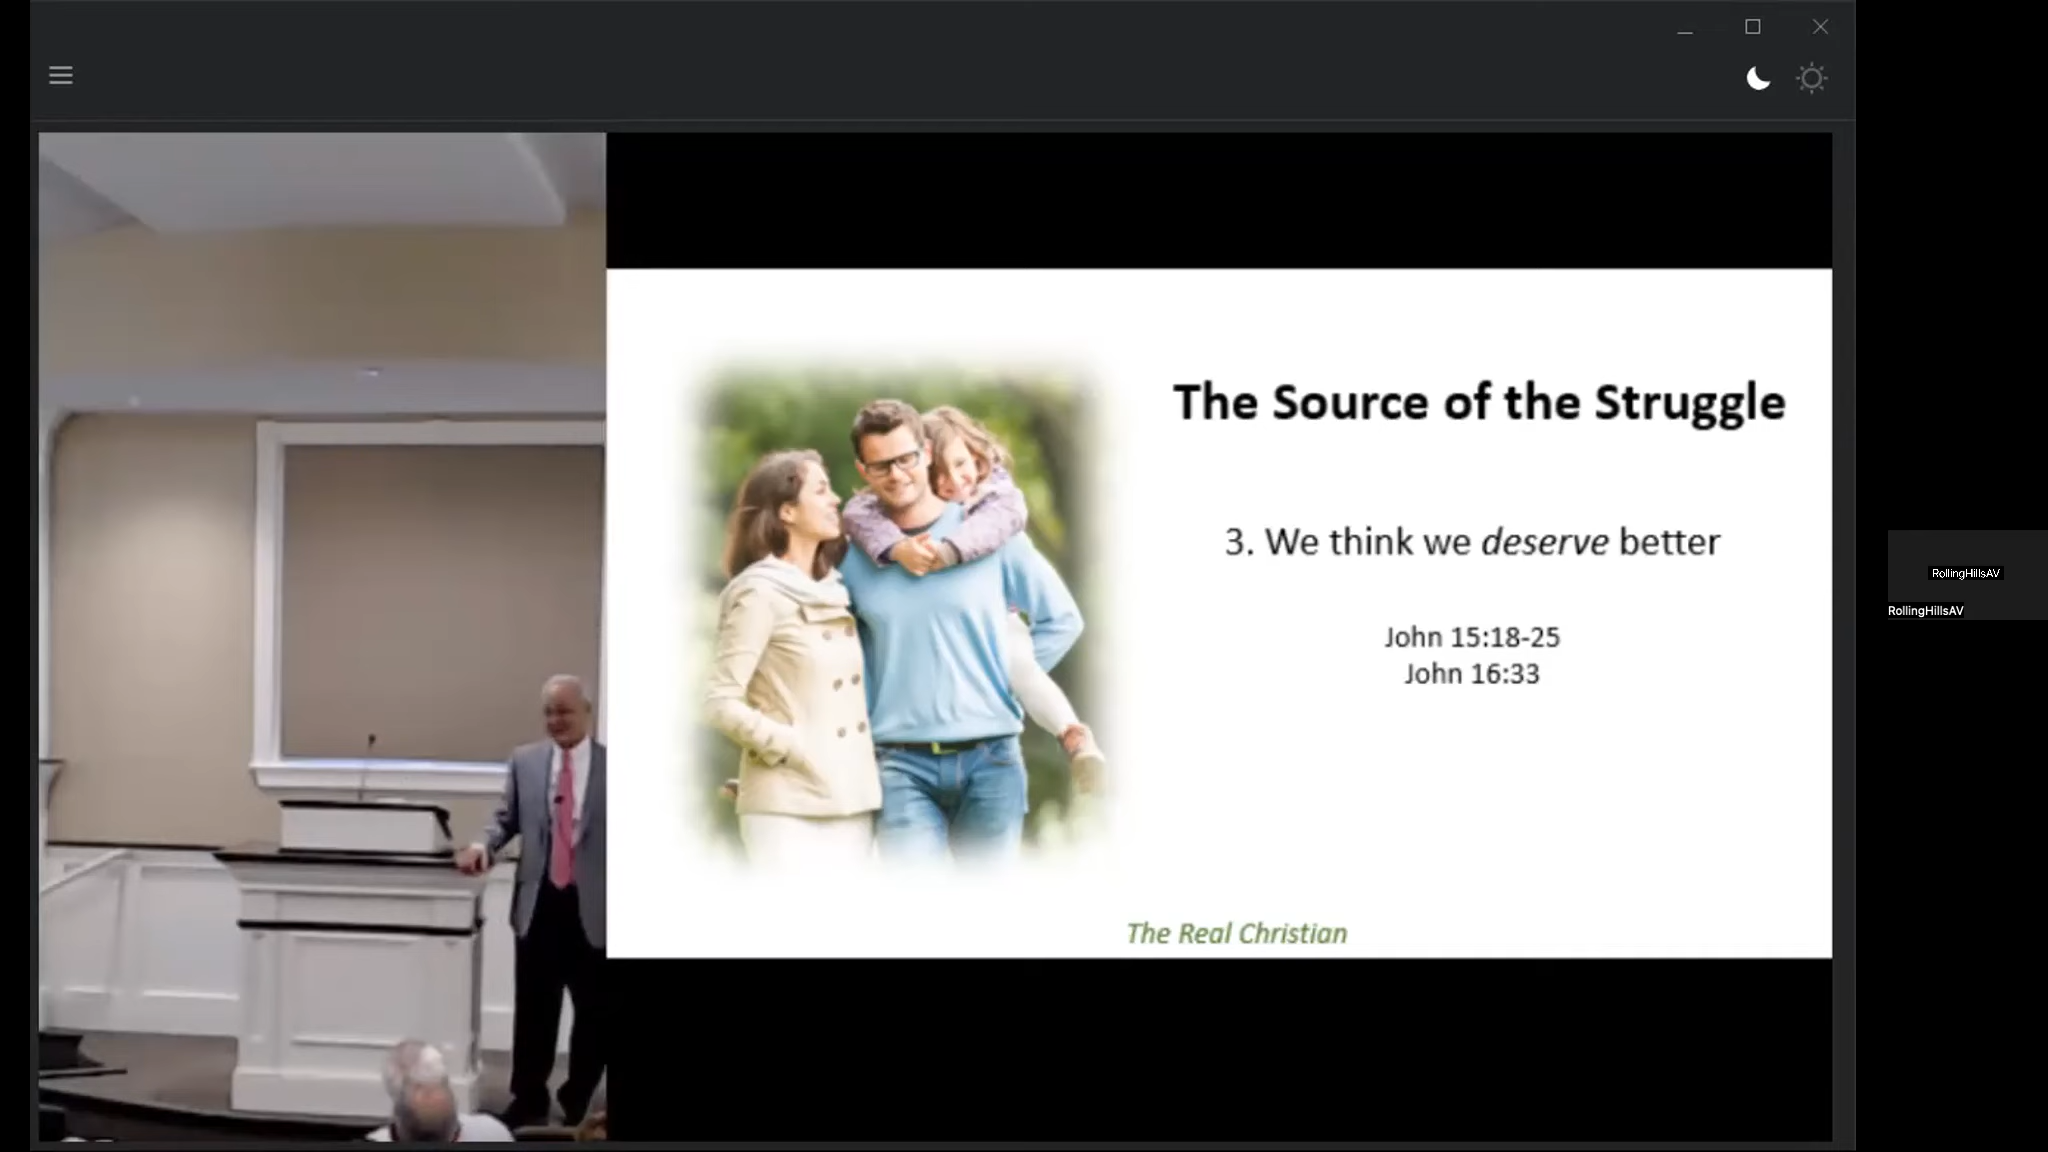 The Source of the Struggle
3. We think we deserve better
John 15:18-25
John 16:33
The Real Christian
RollingHillsAV
RollingHillsAV